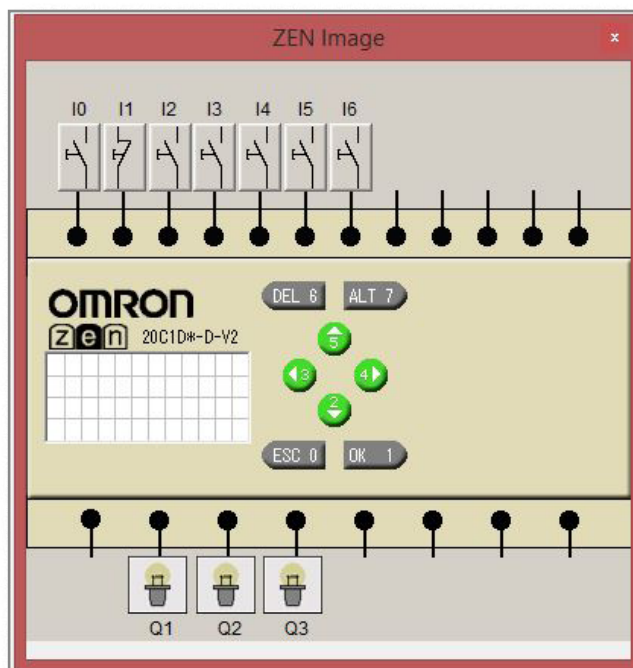 ZEN Image
x
I0 I1 I2 I3 I4 I5 I6
OMRON
zen 20C1D*-D-V2
DEL 6 ALT 7
5
3 4
2
ESC 0 OK 1
Q1 Q2 Q3